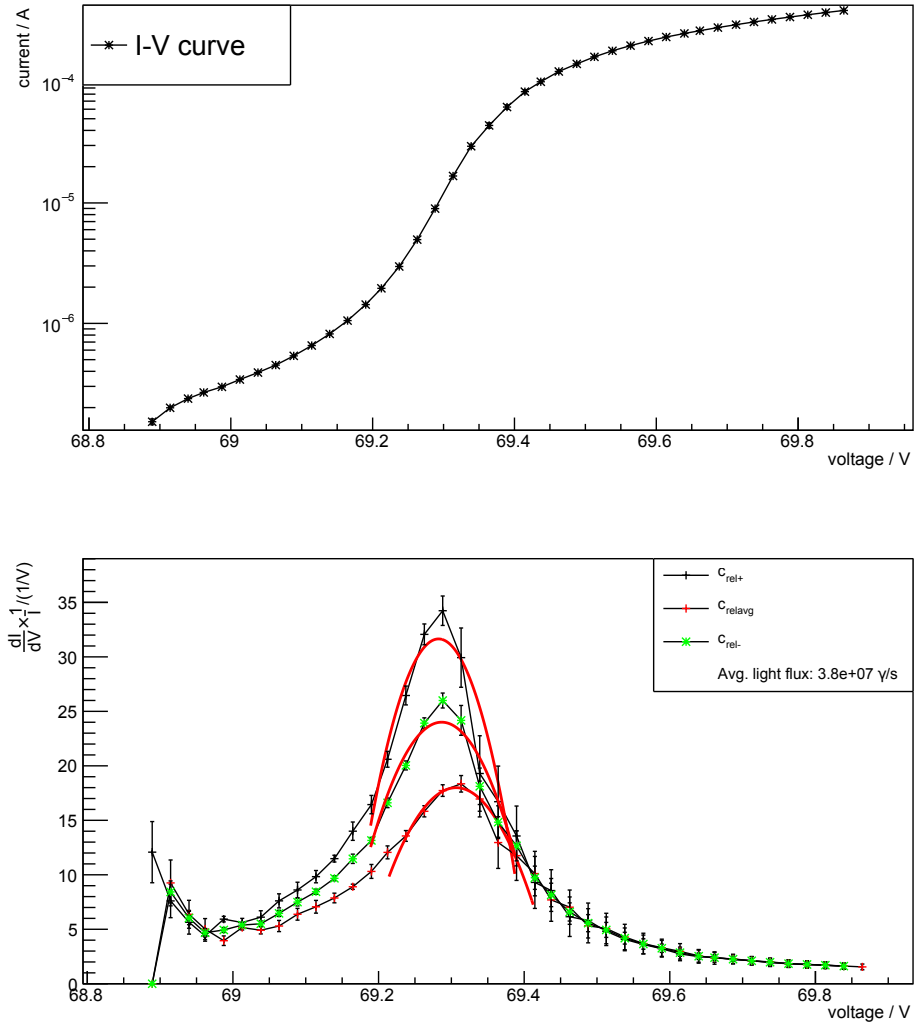 current / A
I-V curve
10⁻⁴
10⁻⁵
10⁻⁶
68.8 69 69.2 69.4 69.6 69.8
voltage / V
dI/dV × 1/I /(1/V)
c_rel+
c_relavg
c_rel-
Avg. light flux: 3.8e+07 γ/s
35
30
25
20
15
10
5
0
68.8 69 69.2 69.4 69.6 69.8
voltage / V